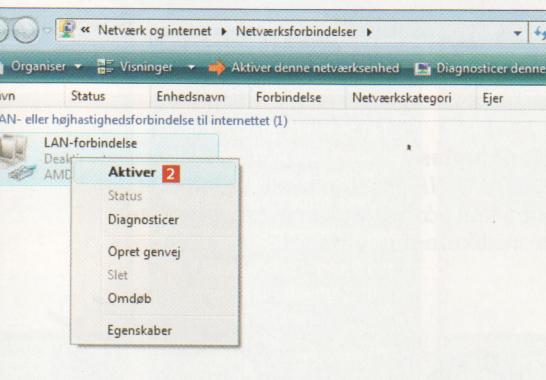 « Netværk og internet ▸ Netværksforbindelser ▸
Organiser Visninger Aktiver denne netværksenhed Diagnosticer denne
Status Enhedsnavn Forbindelse Netværkskategori Ejer
eller højhastighedsforbindelse til internettet (1)
LAN-forbindelse
AMD
Aktiver 2
Status
Diagnosticer
Opret genvej
Slet
Omdøb
Egenskaber